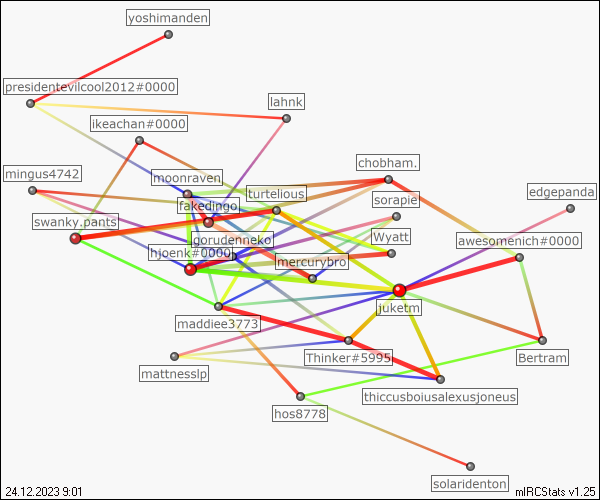 yoshimanden
presidentevilcool2012#0000
lahnk
ikeachan#0000
chobham.
mingus4742
moonraven
turtelious
edgepanda
sorapie
fakedingo
swanky.pants
Wyatt
gorudenneko
awesomenich#0000
hjoenk#0000
mercurybro
juketm
maddiee3773
Thinker#5995
Bertram
mattnesslp
thiccusboiusalexusjoneus
hos8778
solaridenton
24.12.2023 9:01
mIRCStats v1.25